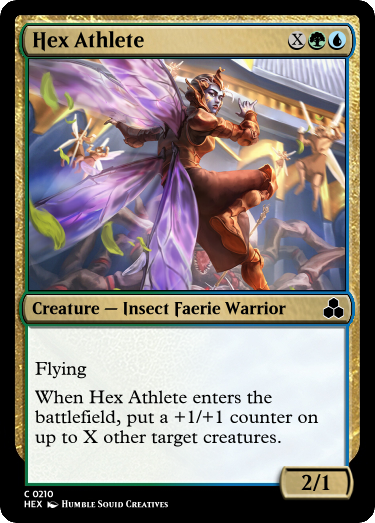 Hex Athlete X
Creature — Insect Faerie Warrior
Flying
When Hex Athlete enters the
battlefield, put a +1/+1 counter on
up to X other target creatures.
2/1
C 0210
HEX Humble Squid Creatives